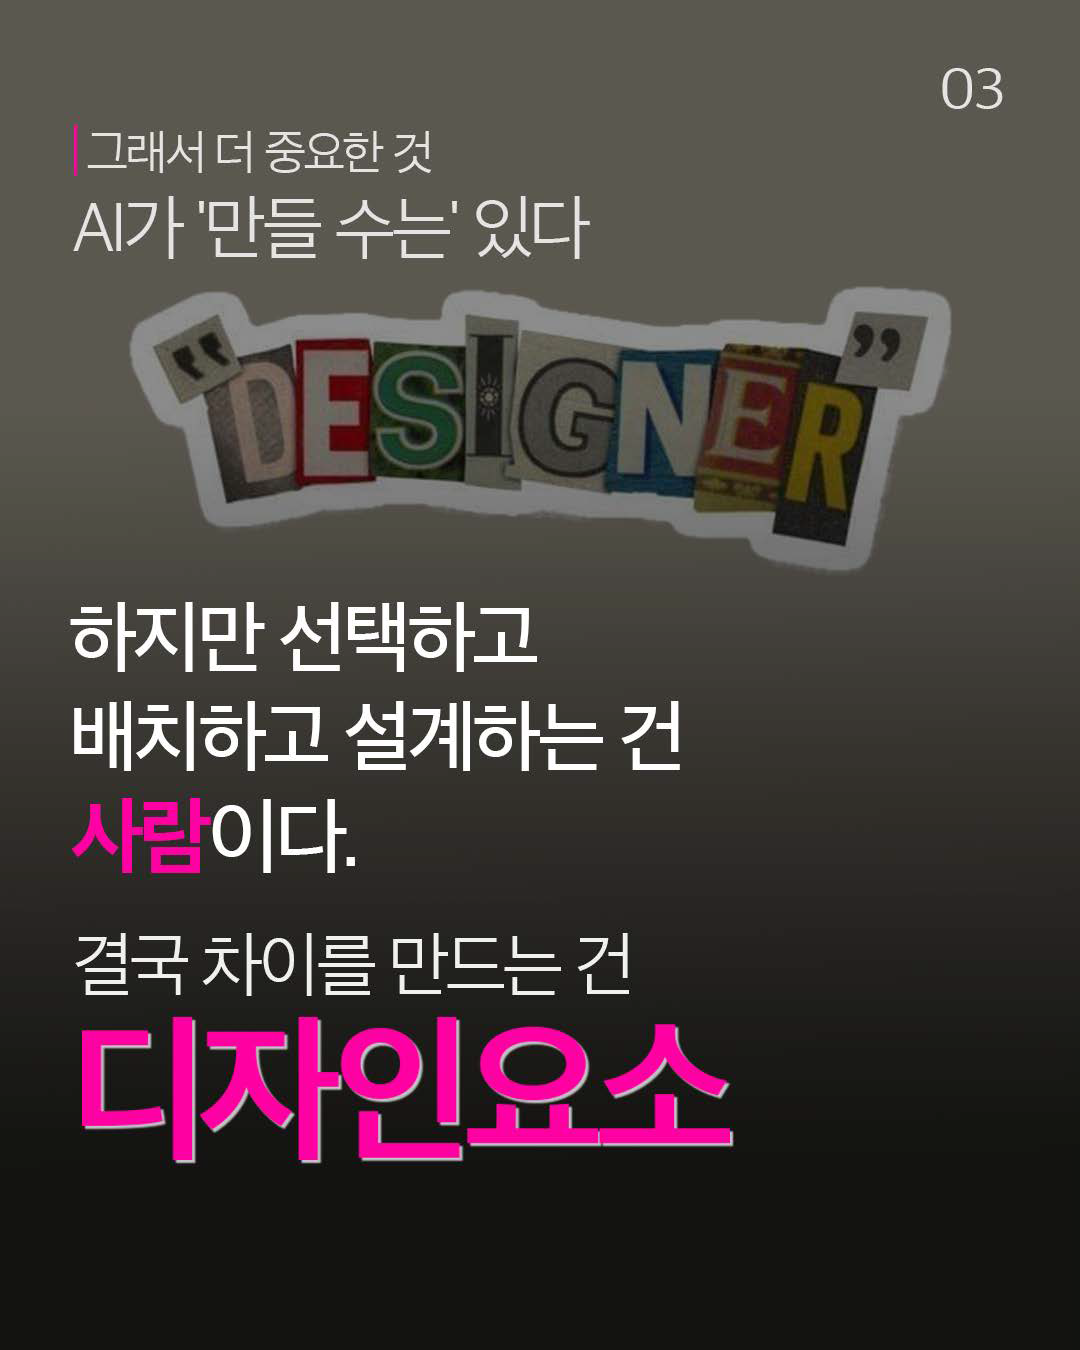 03
그래서 더 중요한 것
AI가 '만들 수는' 있다
"DESIGNER"
하지만 선택하고
배치하고 설계하는 건
사람이다.
결국 차이를 만드는 건
디자인요소